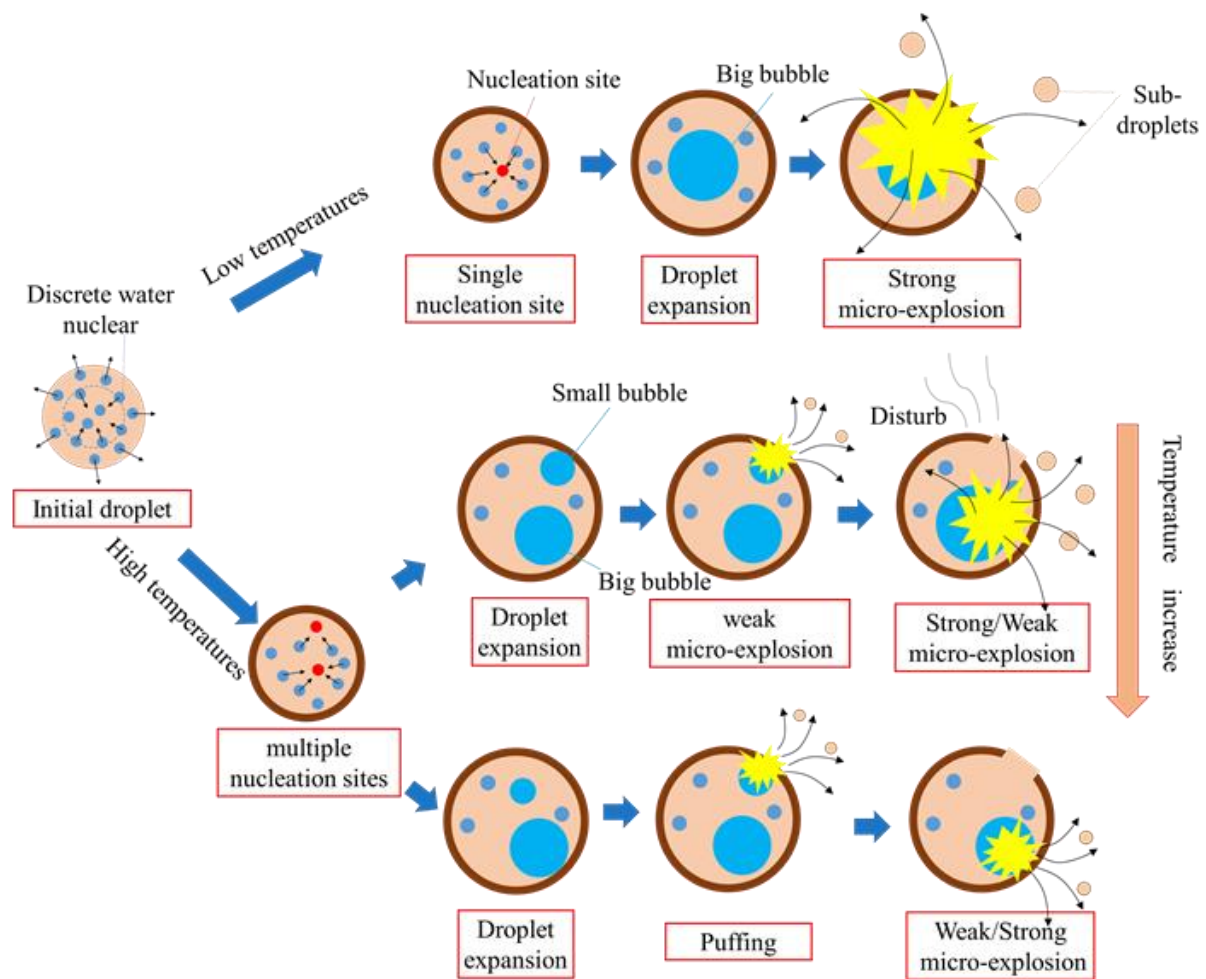 Nucleation site
Big bubble
Sub-
droplets
Low temperatures
Single
nucleation site
Droplet
expansion
Strong
micro-explosion
Discrete water
nuclear
Initial droplet
High temperatures
Small bubble
Big bubble
Disturb
Droplet
expansion
weak
micro-explosion
Strong/Weak
micro-explosion
Temperature increase
multiple
nucleation sites
Droplet
expansion
Puffing
Weak/Strong
micro-explosion